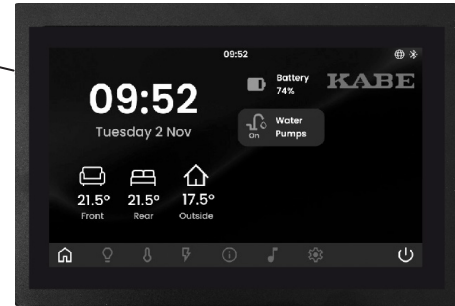 09:52
09:52
Tuesday 2 Nov
Battery
74%
KABE
Water
Pumps
On
21.5° 21.5° 17.5°
Front Rear Outside